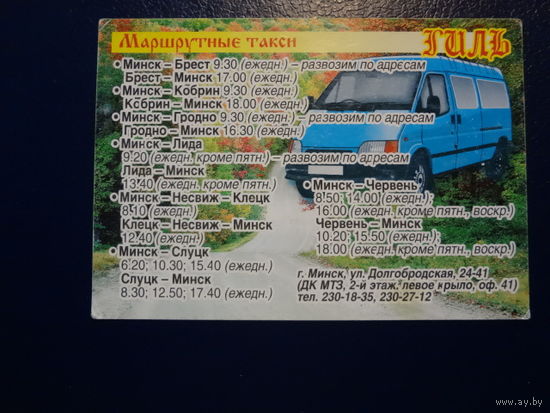 Маршрутные такси
ГИЛЬ
• Минск – Брест 9.30 (ежедн.) – развозим по адресам
Брест – Минск 17.00 (ежедн.)
• Минск – Кобрин 9.30 (ежедн.)
Кобрин – Минск 18.00 (ежедн.)
• Минск – Гродно 9.30 (ежедн.) – развозим по адресам
Гродно – Минск 16.30 (ежедн.)
• Минск – Лида
9.20 (ежедн. кроме пятн.) – развозим по адресам
Лида – Минск
13.40 (ежедн. кроме пятн.)
• Минск – Несвиж – Клецк
8.10 (ежедн.)
Клецк – Несвиж – Минск
12.40 (ежедн.)
• Минск – Слуцк
6.20; 10.30; 15.40 (ежедн.)
Слуцк – Минск
8.30; 12.50; 17.40 (ежедн.)
• Минск – Червень
8.50; 14.00 (ежедн.);
16.00 (ежедн. кроме пятн., воскр.)
Червень – Минск
10.20; 15.50 (ежедн.);
18.00 (ежедн. кроме пятн., воскр.)
г. Минск, ул. Долгобродская, 24-41
(ДК МТЗ, 2-й этаж. левое крыло, оф. 41)
тел. 230-18-35, 230-27-12
www.ay.by